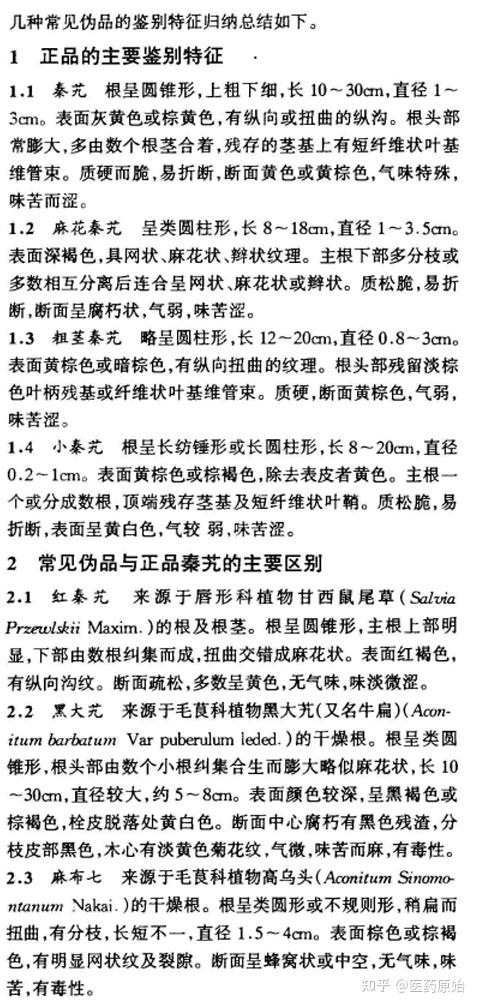 几种常见伪品的鉴别特征归纳总结如下。
1 正品的主要鉴别特征
1.1 秦艽 根呈圆锥形,上粗下细,长 10～30cm,直径 1～
3cm。表面灰黄色或棕黄色,有纵向或扭曲的纵沟。根头部
常膨大,多由数个根茎合着,残存的茎基上有短纤维状叶基
维管束。质硬而脆,易折断,断面黄色或黄棕色,气味特殊,
味苦而涩。
1.2 麻花秦艽 呈类圆柱形,长 8～18cm,直径 1～3.5cm。
表面深褐色,具网状、麻花状、辫状纹理。主根下部多分枝或
多数相互分离后连合呈网状、麻花状或辫状。质松脆,易折
断,断面呈腐朽状,气弱,味苦涩。
1.3 粗茎秦艽 略呈圆柱形,长 12～20cm,直径 0.8～3cm。
表面黄棕色或暗棕色,有纵向扭曲的纹理。根头部残留淡棕
色叶柄残基或纤维状叶基维管束。质硬,断面黄棕色,气弱,
味苦涩。
1.4 小秦艽 根呈长纺锤形或长圆柱形,长 8～20cm,直径
0.2～1cm。表面黄棕色或棕褐色,除去表皮者黄色。主根一
个或分成数根,顶端残存茎基及短纤维状叶鞘。质松脆,易
折断,表面呈黄白色,气较 弱,味苦涩。
2 常见伪品与正品秦艽的主要区别
2.1 红秦艽 来源于唇形科植物甘西鼠尾草(Salvia
Przewlskii Maxim.)的根及根茎。根呈圆锥形,主根上部明
显,下部由数根纠集而成,扭曲交错成麻花状。表面红褐色,
有纵向沟纹。断面疏松,多数呈黄色,无气味,味淡微涩。
2.2 黑大艽 来源于毛茛科植物黑大艽(又名牛扁)(Acon-
itum barbatum Var puberulum leded.)的干燥根。根呈类圆
锥形,根头部由数个小根纠集合生而膨大略似麻花状,长 10
～30cm,直径较大,约 5～8cm。表面颜色较深,呈黑褐色或
棕褐色,栓皮脱落处黄白色。断面中心腐朽有黑色残渣,分
枝皮部黑色,木心有淡黄色菊花纹,气微,味苦而麻,有毒性。
2.3 麻布七 来源于毛茛科植物高乌头(Aconitum Sinomo-
ntanum Nakai.)的干燥根。根呈类圆形或不规则形,稍扁而
扭曲,有分枝,长短不一,直径 1.5～4cm。表面棕色或棕褐
色,有明显网状纹及裂隙。断面呈蜂窝状或中空,无气味,味
苦,有毒性。
知乎 @医药原始